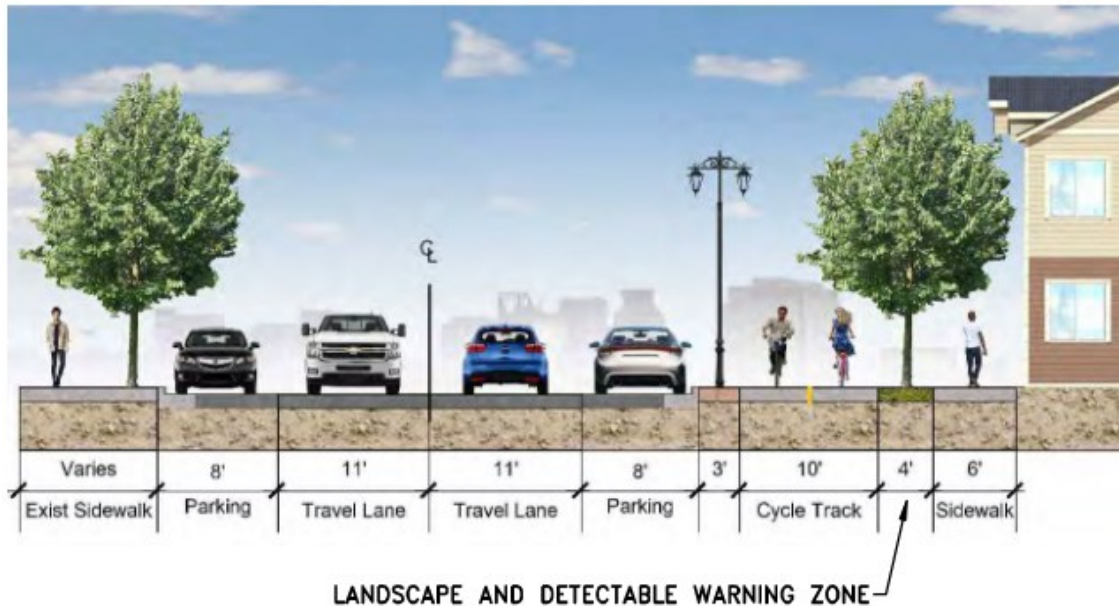 ℄
Varies 8' 11' 11' 8' 3' 10' 4' 6'
Exist Sidewalk Parking Travel Lane Travel Lane Parking Cycle Track Sidewalk
LANDSCAPE AND DETECTABLE WARNING ZONE